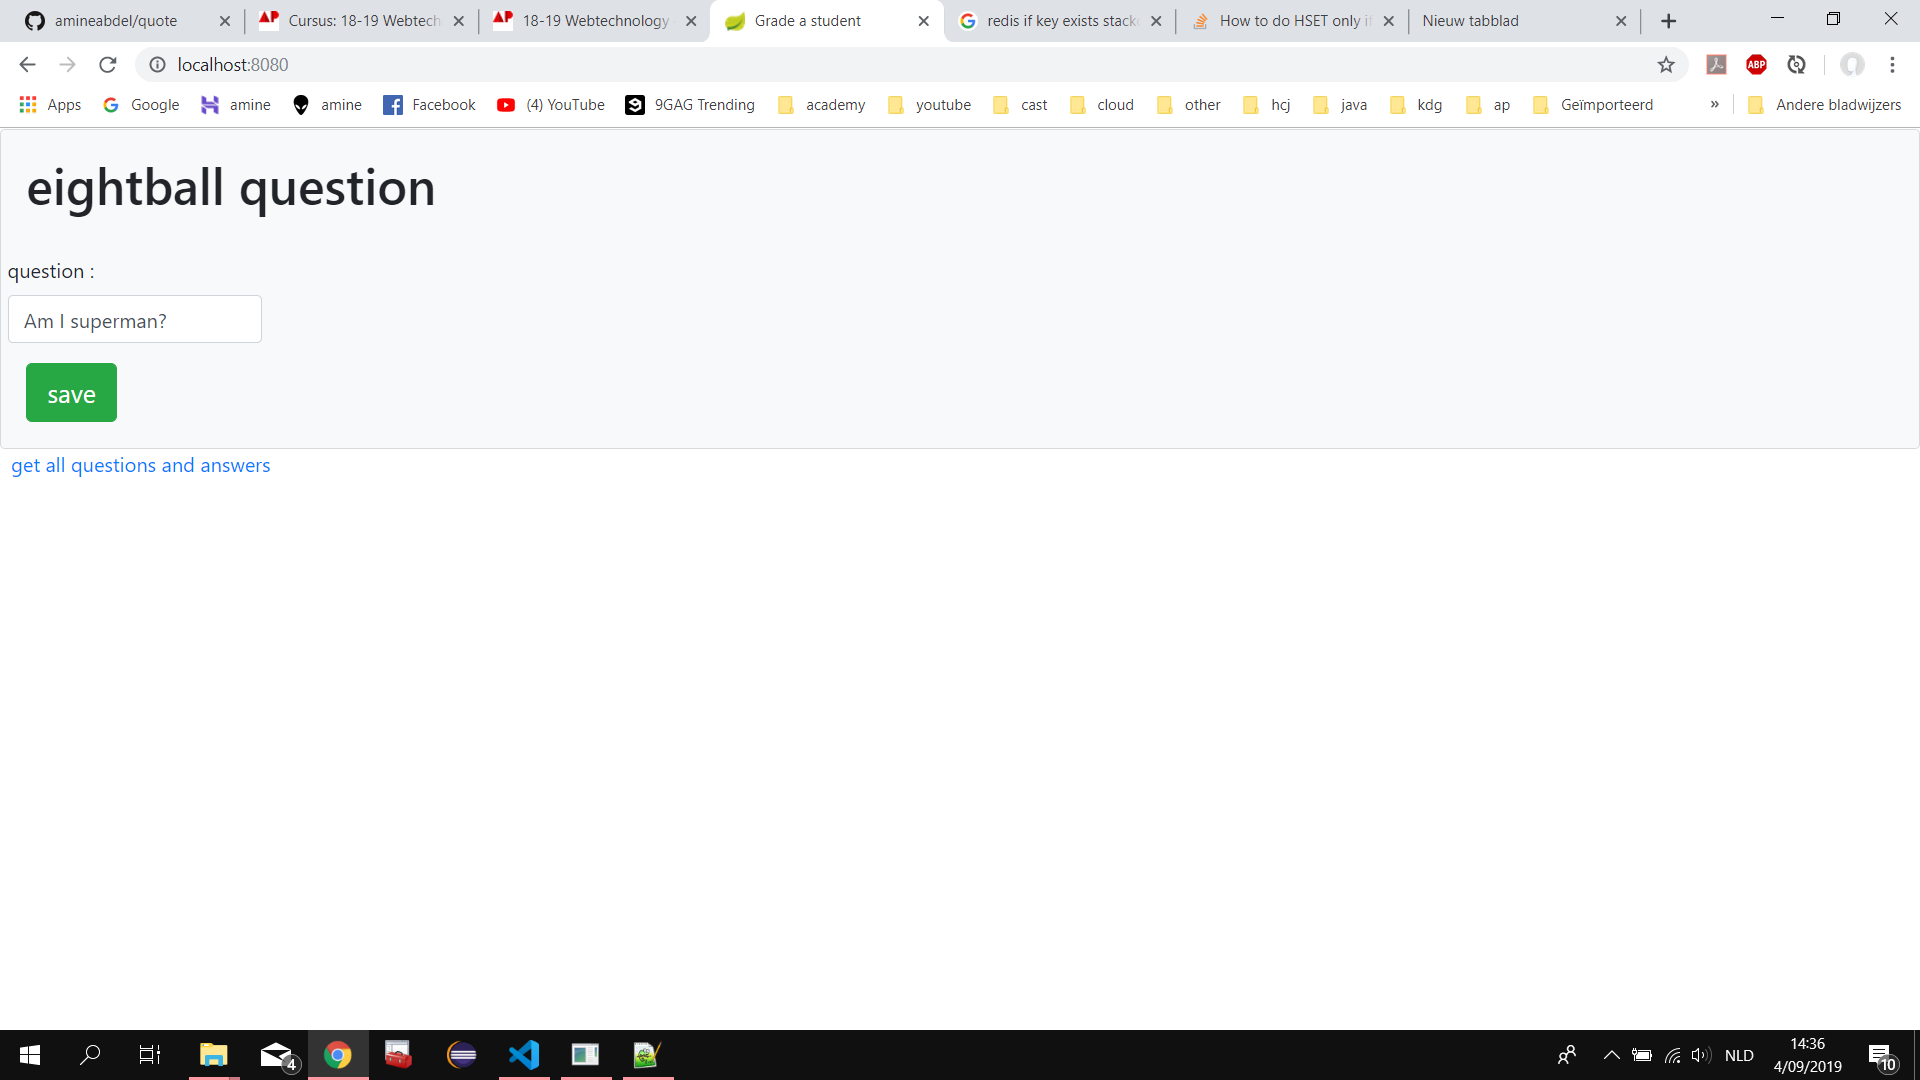 amineabdel/quote
Cursus: 18-19 Webtech
18-19 Webtechnology
Grade a student
redis if key exists stack
How to do HSET only if
Nieuw tabblad
localhost:8080
ABP
Apps
Google
amine
amine
Facebook
(4) YouTube
9GAG Trending
academy
youtube
cast
cloud
other
hcj
java
kdg
ap
Geïmporteerd
»
Andere bladwijzers
eightball question
question :
Am I superman?
save
get all questions and answers
4
NLD
14:36
4/09/2019
10